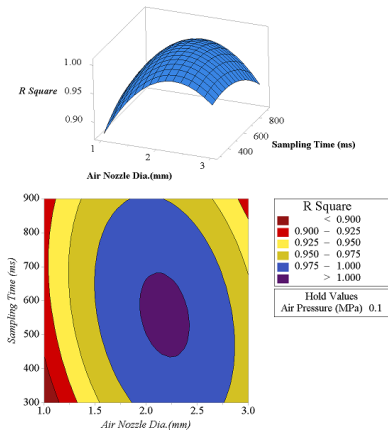 1.00
R Square
0.95
0.90
1
2
3
400
600
800
Sampling Time (ms)
Air Nozzle Dia.(mm)
900
800
700
600
500
400
300
Sampling Time (ms)
1.0
1.5
2.0
2.5
3.0
Air Nozzle Dia.(mm)
R Square
< 0.900
0.900 – 0.925
0.925 – 0.950
0.950 – 0.975
0.975 – 1.000
> 1.000
Hold Values
Air Pressure (MPa) 0.1